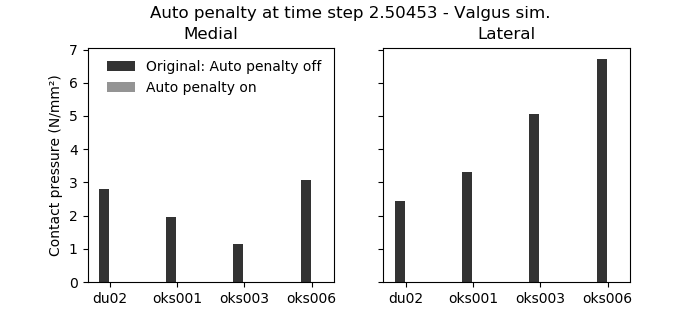 Auto penalty at time step 2.50453 - Valgus sim.
Medial
Lateral
Original: Auto penalty off
Auto penalty on
Contact pressure (N/mm²)
7
6
5
4
3
2
1
0
du02 oks001 oks003 oks006
du02 oks001 oks003 oks006